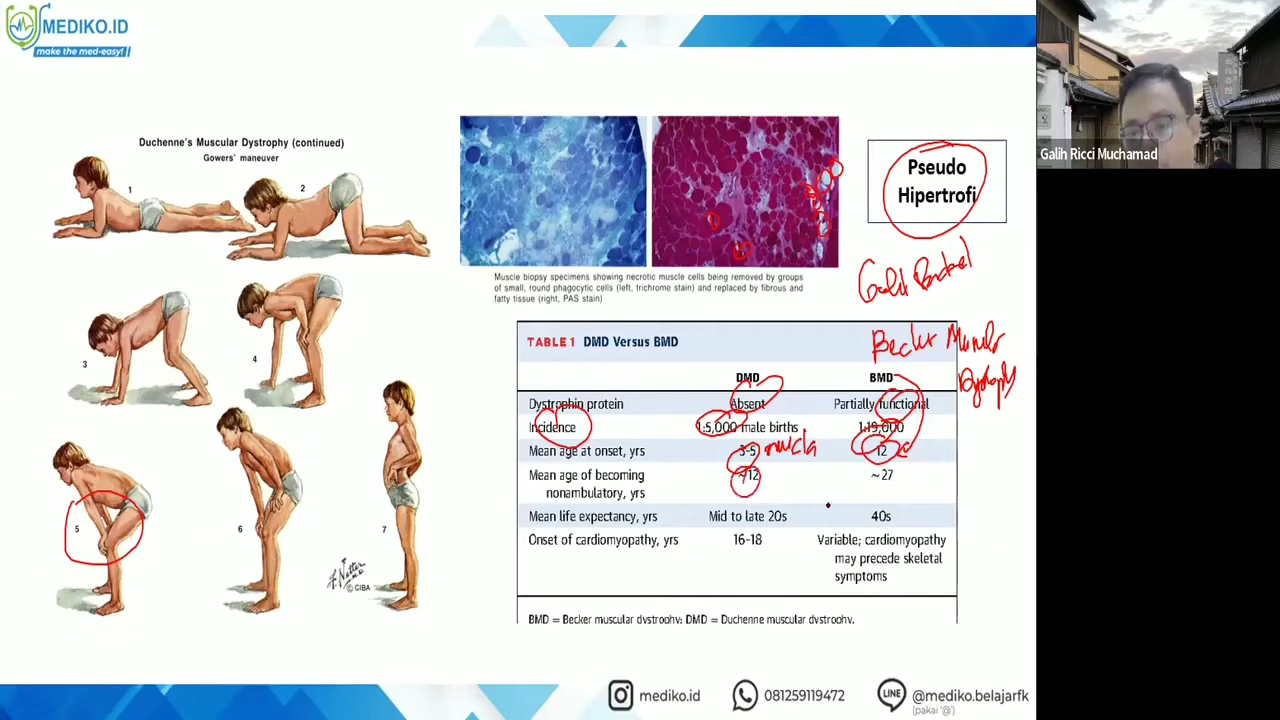 MEDIKO.ID
make the med-easy!
Duchenne's Muscular Dystrophy (continued)
Gowers' maneuver
1
2
3
4
5
6
7
© CIBA
Muscle biopsy specimens showing necrotic muscle cells being removed by groups
of small, round phagocytic cells (left, trichrome stain) and replaced by fibrous and
fatty tissue (right, PAS stain)
Pseudo
Hipertrofi
Becker
TABLE 1 DMD Versus BMD
DMD BMD
Dystrophin protein Absent Partially functional
Incidence 1:5,000 male births 1:19,000
Mean age at onset, yrs 3-5 12
Mean age of becoming
nonambulatory, yrs ~12 ~27
Mean life expectancy, yrs Mid to late 20s 40s
Onset of cardiomyopathy, yrs 16-18 Variable; cardiomyopathy
may precede skeletal
symptoms
BMD = Becker muscular dystrophy; DMD = Duchenne muscular dystrophy.
Galih Ricci Muchamad
mediko.id
081259119472
LINE
@mediko.belajarfk
(pakai '@')